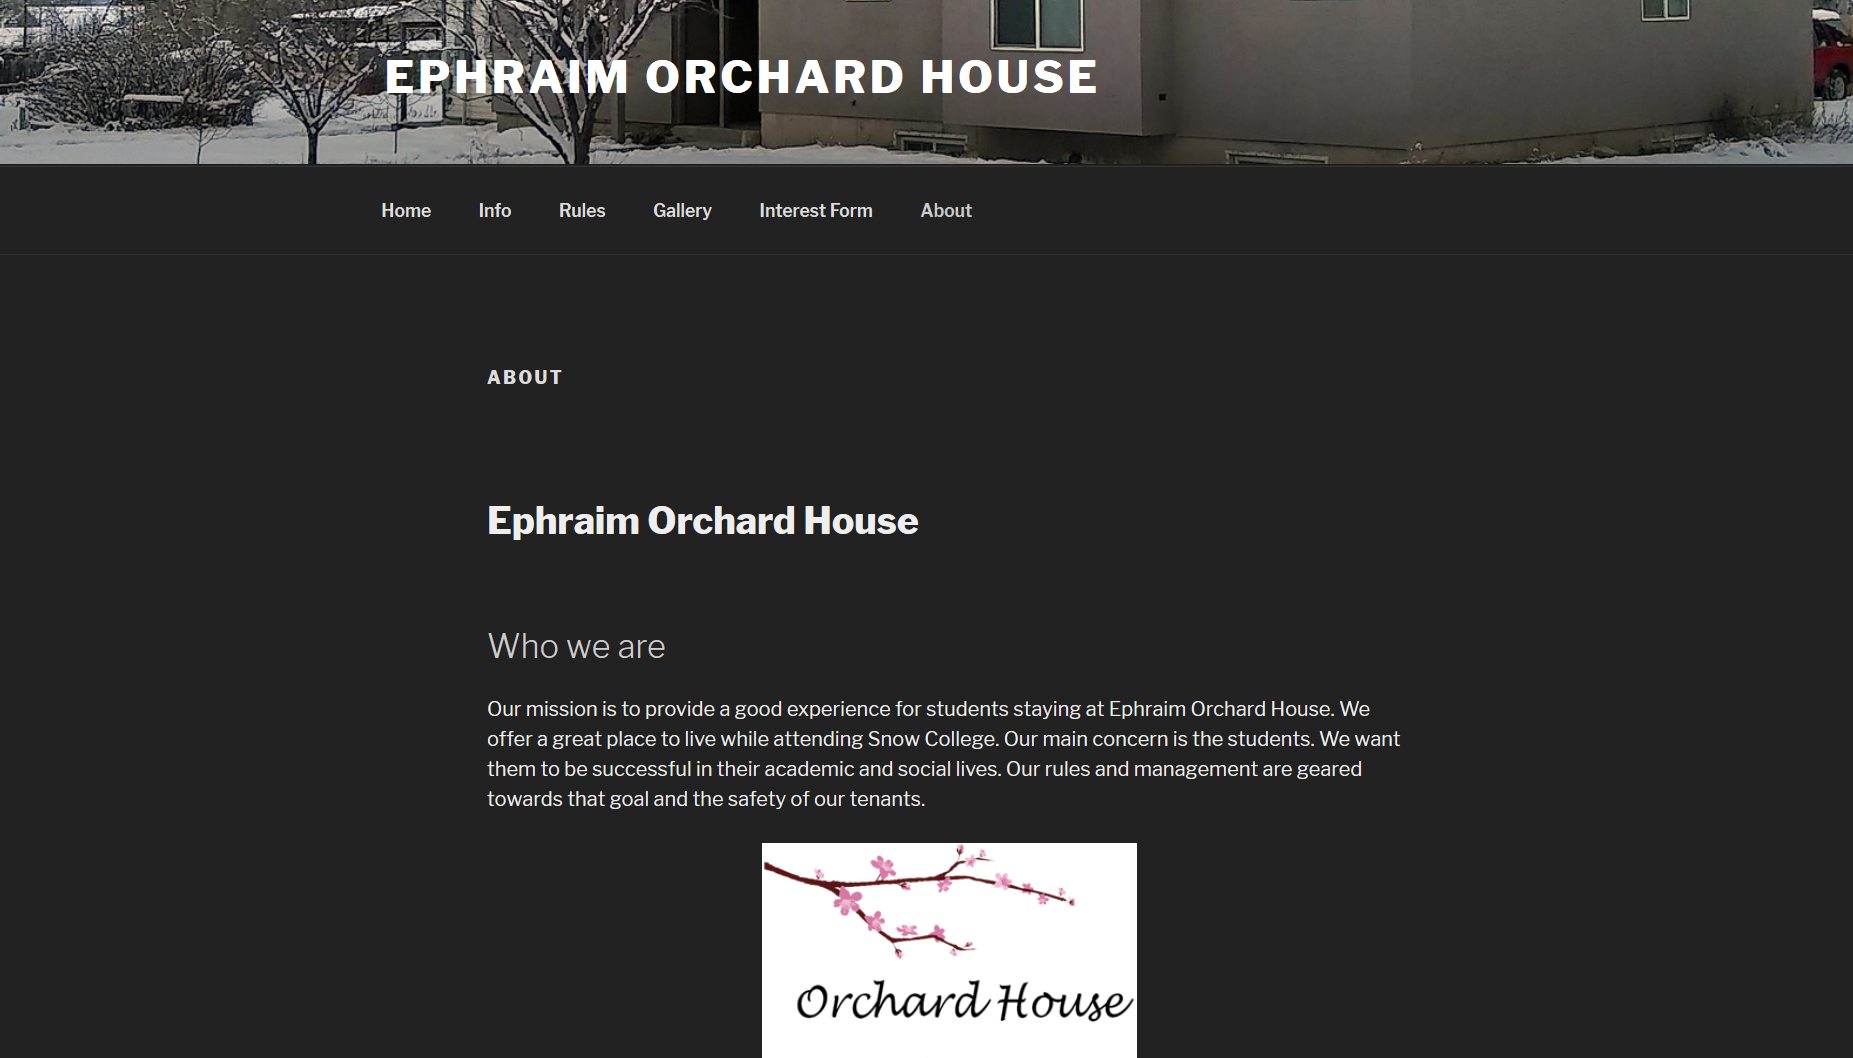 EPHRAIM ORCHARD HOUSE
Home Info Rules Gallery Interest Form About
ABOUT
Ephraim Orchard House
Who we are
Our mission is to provide a good experience for students staying at Ephraim Orchard House. We
offer a great place to live while attending Snow College. Our main concern is the students. We want
them to be successful in their academic and social lives. Our rules and management are geared
towards that goal and the safety of our tenants.
Orchard House